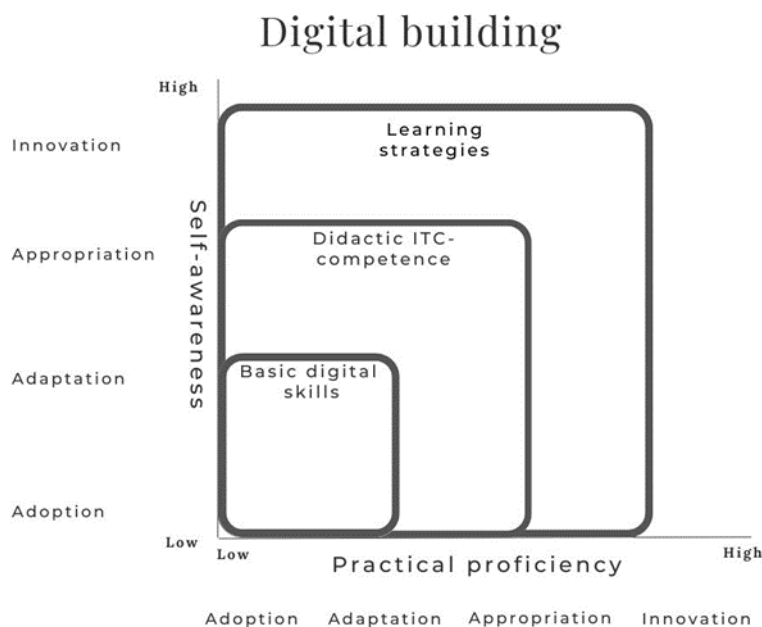 Digital building
High
Learning
strategies
Innovation
Self-awareness
Didactic ITC-
competence
Appropriation
Basic digital
skills
Adaptation
Adoption
Low
Low
High
Practical proficiency
Adoption Adaptation Appropriation Innovation